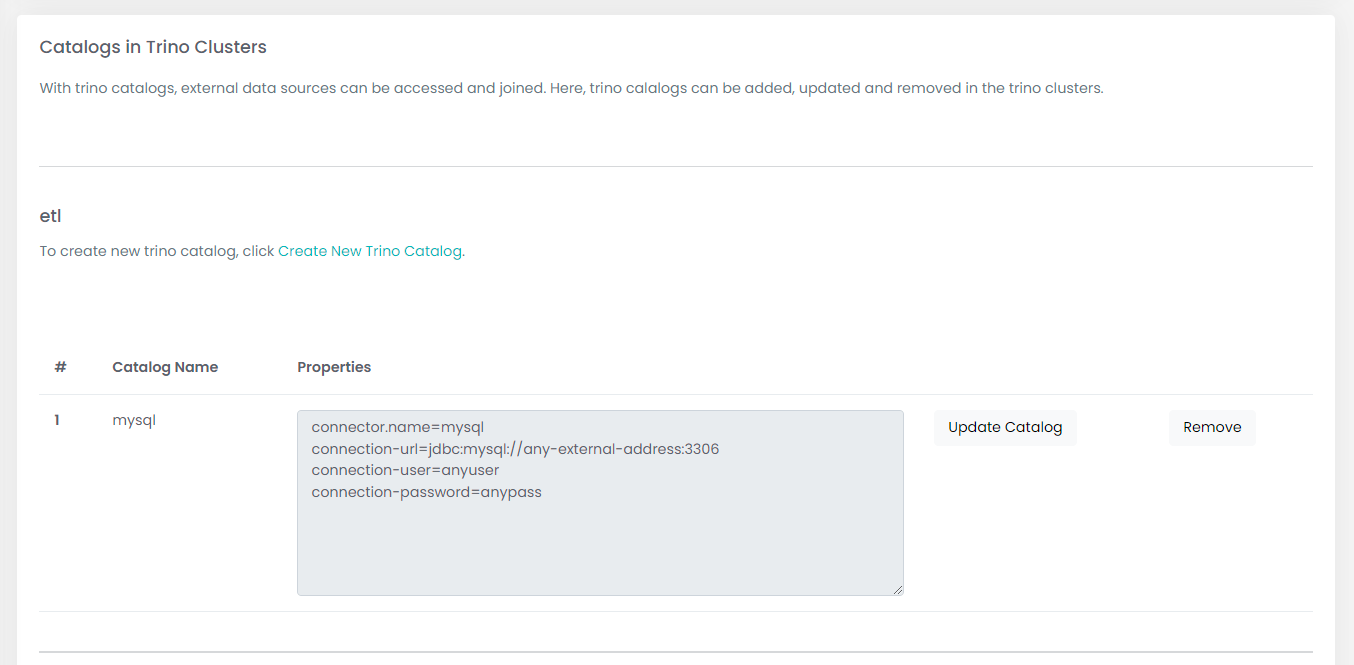 Catalogs in Trino Clusters
With trino catalogs, external data sources can be accessed and joined. Here, trino calalogs can be added, updated and removed in the trino clusters.
etl
To create new trino catalog, click Create New Trino Catalog.
# Catalog Name Properties
1 mysql connector.name=mysql Update Catalog Remove
connection-url=jdbc:mysql://any-external-address:3306
connection-user=anyuser
connection-password=anypass